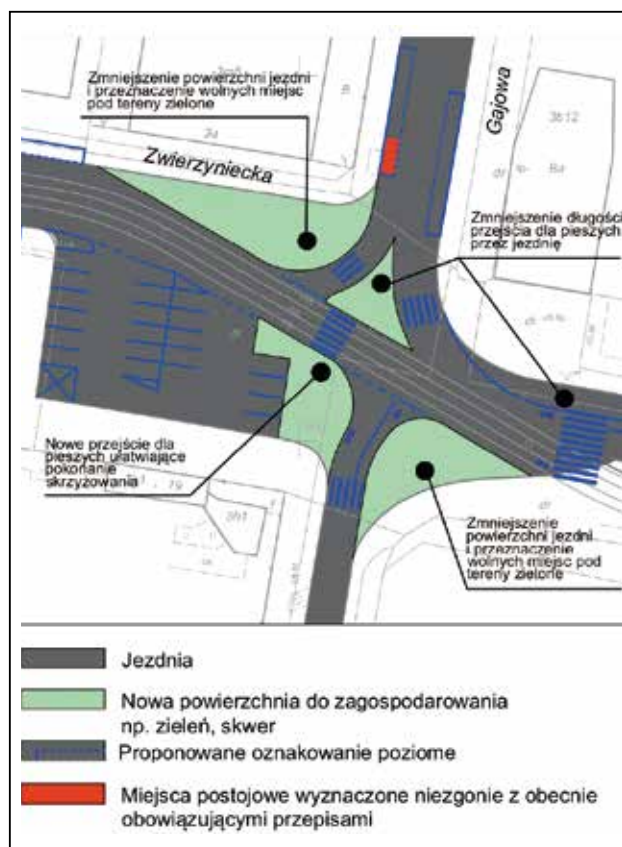 Zmniejszenie powierzchni jezdni
i przeznaczenie wolnych miejsc
pod tereny zielone
Gajowa
Zwierzyniecka
3b12
Zmniejszenie długości
przejścia dla pieszych
przez jezdnię
Nowe przejście dla
pieszych ułatwiające
pokonanie
skrzyżowania
Zmniejszenie
powierzchni jezdni
i przeznaczenie
wolnych miejsc pod
tereny zielone
Jezdnia
Nowa powierzchnia do zagospodarowania
np. zieleń, skwer
Proponowane oznakowanie poziome
Miejsca postojowe wyznaczone niezgonie z obecnie
obowiązującymi przepisami